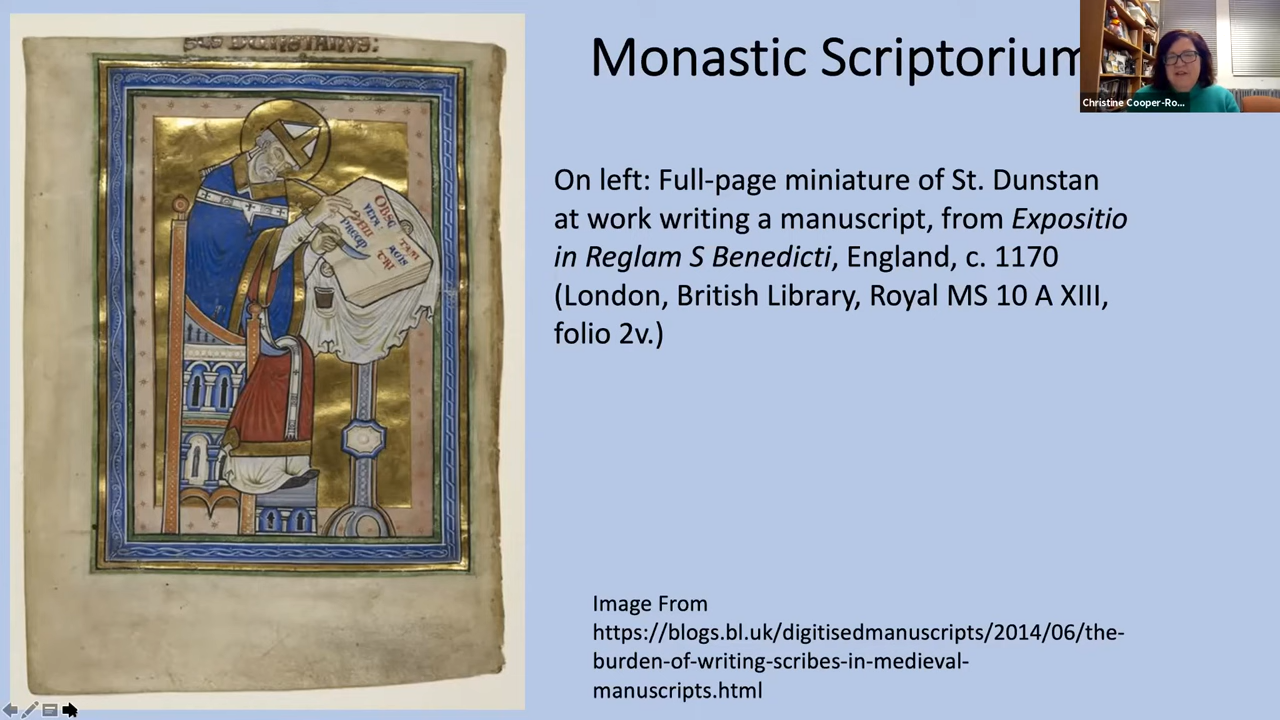 SCS DUNSTANUS:
Monastic Scriptorium
Christine Cooper-Ro...
On left: Full-page miniature of St. Dunstan
at work writing a manuscript, from Expositio
in Reglam S Benedicti, England, c. 1170
(London, British Library, Royal MS 10 A XIII,
folio 2v.)
Image From
https://blogs.bl.uk/digitisedmanuscripts/2014/06/the-
burden-of-writing-scribes-in-medieval-
manuscripts.html